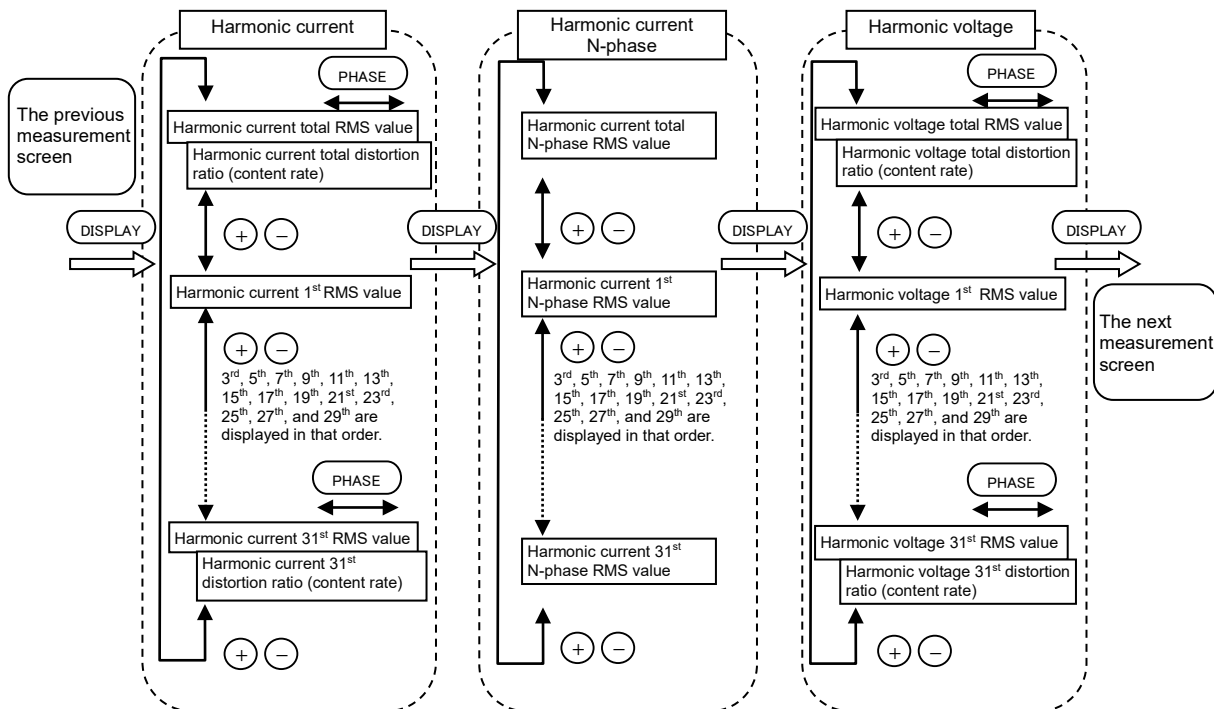 The previous
measurement
screen
DISPLAY
Harmonic current
PHASE
Harmonic current total RMS value
Harmonic current total distortion
ratio (content rate)
+ −
Harmonic current 1st RMS value
+ −
3rd, 5th, 7th, 9th, 11th, 13th,
15th, 17th, 19th, 21st, 23rd,
25th, 27th, and 29th are
displayed in that order.
PHASE
Harmonic current 31st RMS value
Harmonic current 31st
distortion ratio (content rate)
+ −
DISPLAY
Harmonic current
N-phase
Harmonic current total
N-phase RMS value
+ −
Harmonic current 1st
N-phase RMS value
+ −
3rd, 5th, 7th, 9th, 11th, 13th,
15th, 17th, 19th, 21st, 23rd,
25th, 27th, and 29th are
displayed in that order.
Harmonic current 31st
N-phase RMS value
+ −
DISPLAY
Harmonic voltage
PHASE
Harmonic voltage total RMS value
Harmonic voltage total distortion
ratio (content rate)
+ −
Harmonic voltage 1st RMS value
+ −
3rd, 5th, 7th, 9th, 11th, 13th,
15th, 17th, 19th, 21st, 23rd,
25th, 27th, and 29th are
displayed in that order.
PHASE
Harmonic voltage 31st RMS value
Harmonic voltage 31st distortion
ratio (content rate)
+ −
DISPLAY
The next
measurement
screen